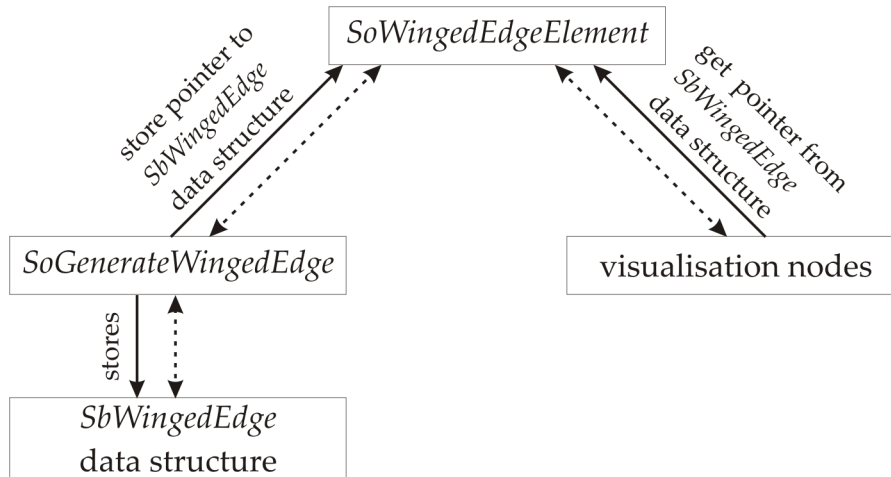 SoWingedEdgeElement
store pointer to
SbWingedEdge
data structure
get pointer from
SbWingedEdge
data structure
SoGenerateWingedEdge
visualisation nodes
stores
SbWingedEdge
data structure